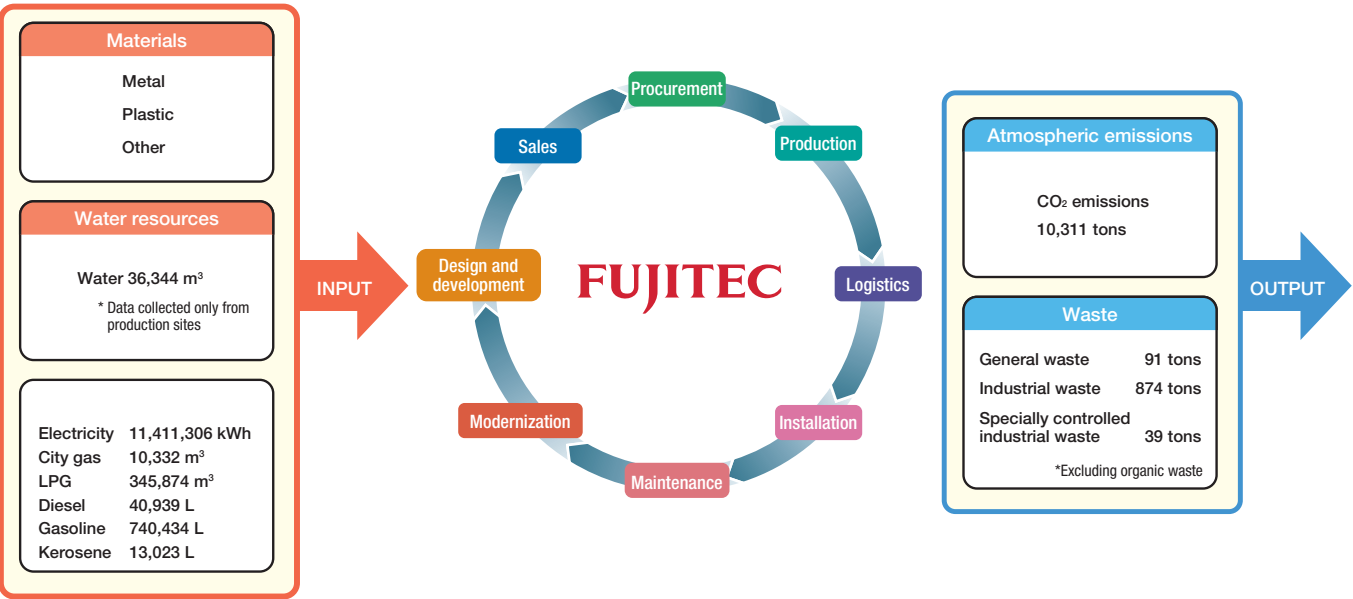 Materials
Metal
Plastic
Other
Water resources
Water 36,344 m³
* Data collected only from
production sites
Electricity 11,411,306 kWh
City gas 10,332 m³
LPG 345,874 m³
Diesel 40,939 L
Gasoline 740,434 L
Kerosene 13,023 L
INPUT
Procurement
Production
Logistics
Installation
Maintenance
Modernization
Design and
development
Sales
FUJITEC
Atmospheric emissions
CO₂ emissions
10,311 tons
Waste
General waste 91 tons
Industrial waste 874 tons
Specially controlled
industrial waste 39 tons
*Excluding organic waste
OUTPUT